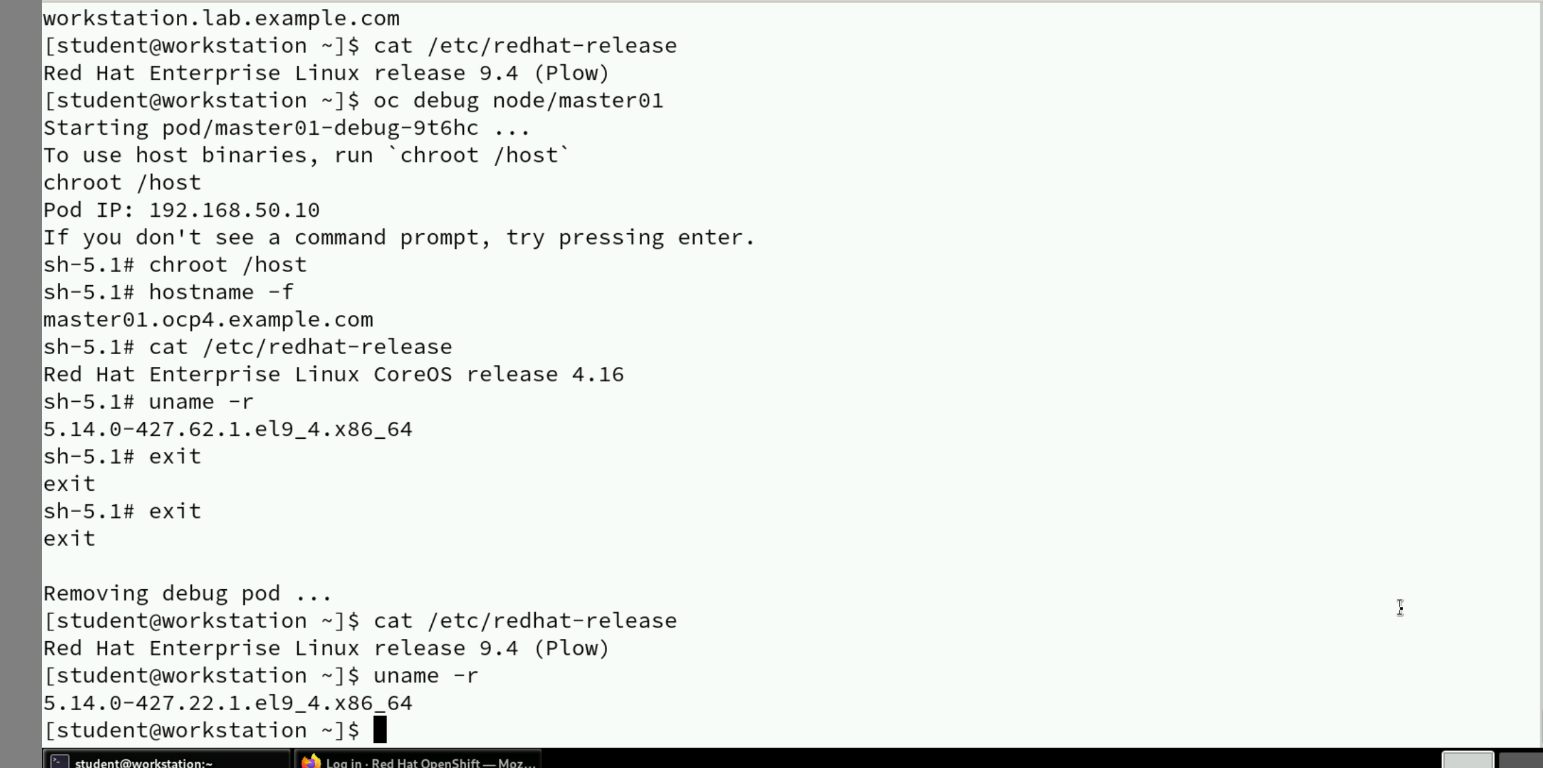 workstation.lab.example.com
[student@workstation ~]$ cat /etc/redhat-release
Red Hat Enterprise Linux release 9.4 (Plow)
[student@workstation ~]$ oc debug node/master01
Starting pod/master01-debug-9t6hc ...
To use host binaries, run `chroot /host`
chroot /host
Pod IP: 192.168.50.10
If you don't see a command prompt, try pressing enter.
sh-5.1# chroot /host
sh-5.1# hostname -f
master01.ocp4.example.com
sh-5.1# cat /etc/redhat-release
Red Hat Enterprise Linux CoreOS release 4.16
sh-5.1# uname -r
5.14.0-427.62.1.el9_4.x86_64
sh-5.1# exit
exit
sh-5.1# exit
exit

Removing debug pod ...
[student@workstation ~]$ cat /etc/redhat-release
Red Hat Enterprise Linux release 9.4 (Plow)
[student@workstation ~]$ uname -r
5.14.0-427.22.1.el9_4.x86_64
[student@workstation ~]$
student@workstation:~
Log in · Red Hat OpenShift — Moz...